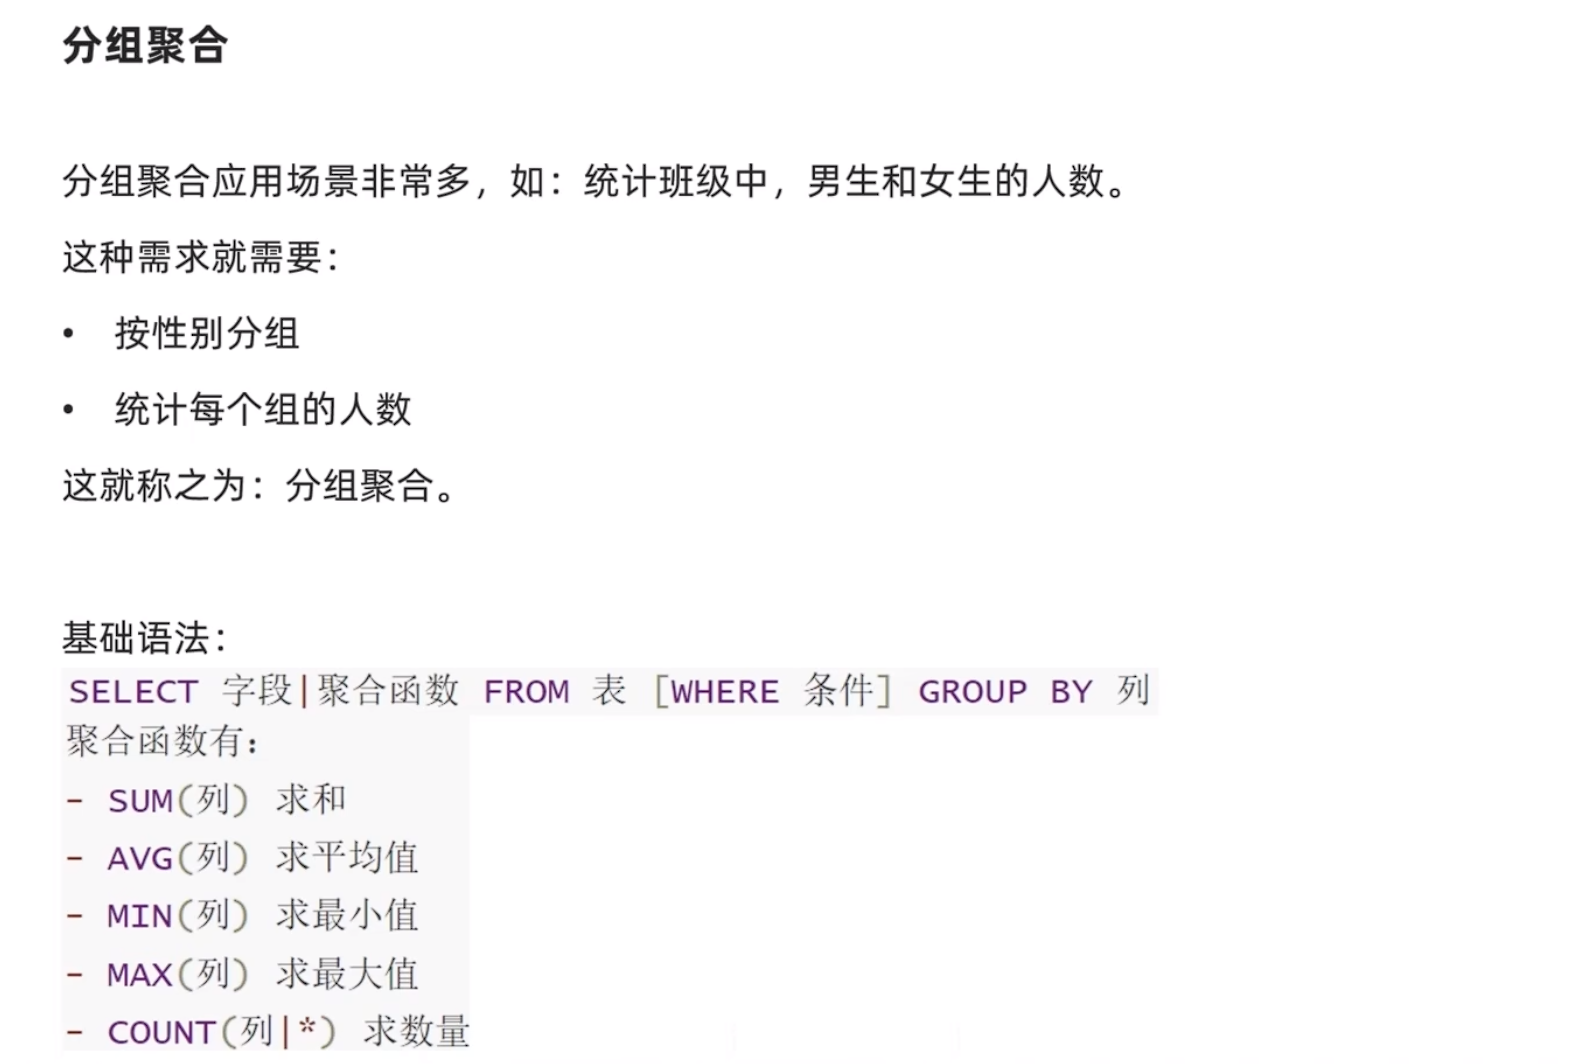 分组聚合
分组聚合应用场景非常多，如：统计班级中，男生和女生的人数。
这种需求就需要：
• 按性别分组
• 统计每个组的人数
这就称之为：分组聚合。
基础语法：
SELECT 字段|聚合函数 FROM 表 [WHERE 条件] GROUP BY 列
聚合函数有：
- SUM(列) 求和
- AVG(列) 求平均值
- MIN(列) 求最小值
- MAX(列) 求最大值
- COUNT(列|*) 求数量